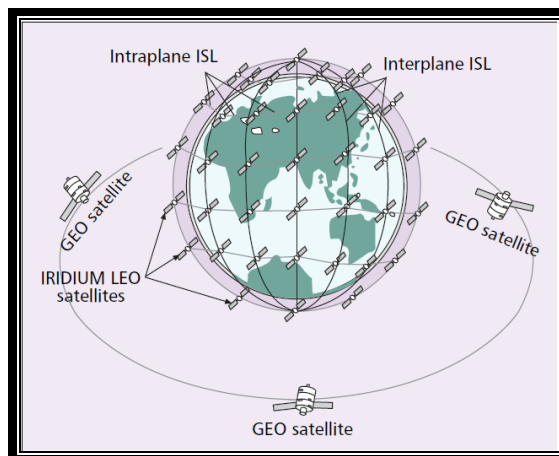 Intraplane ISL
Interplane ISL
GEO satellite
GEO satellite
IRIDIUM LEO
satellites
GEO satellite